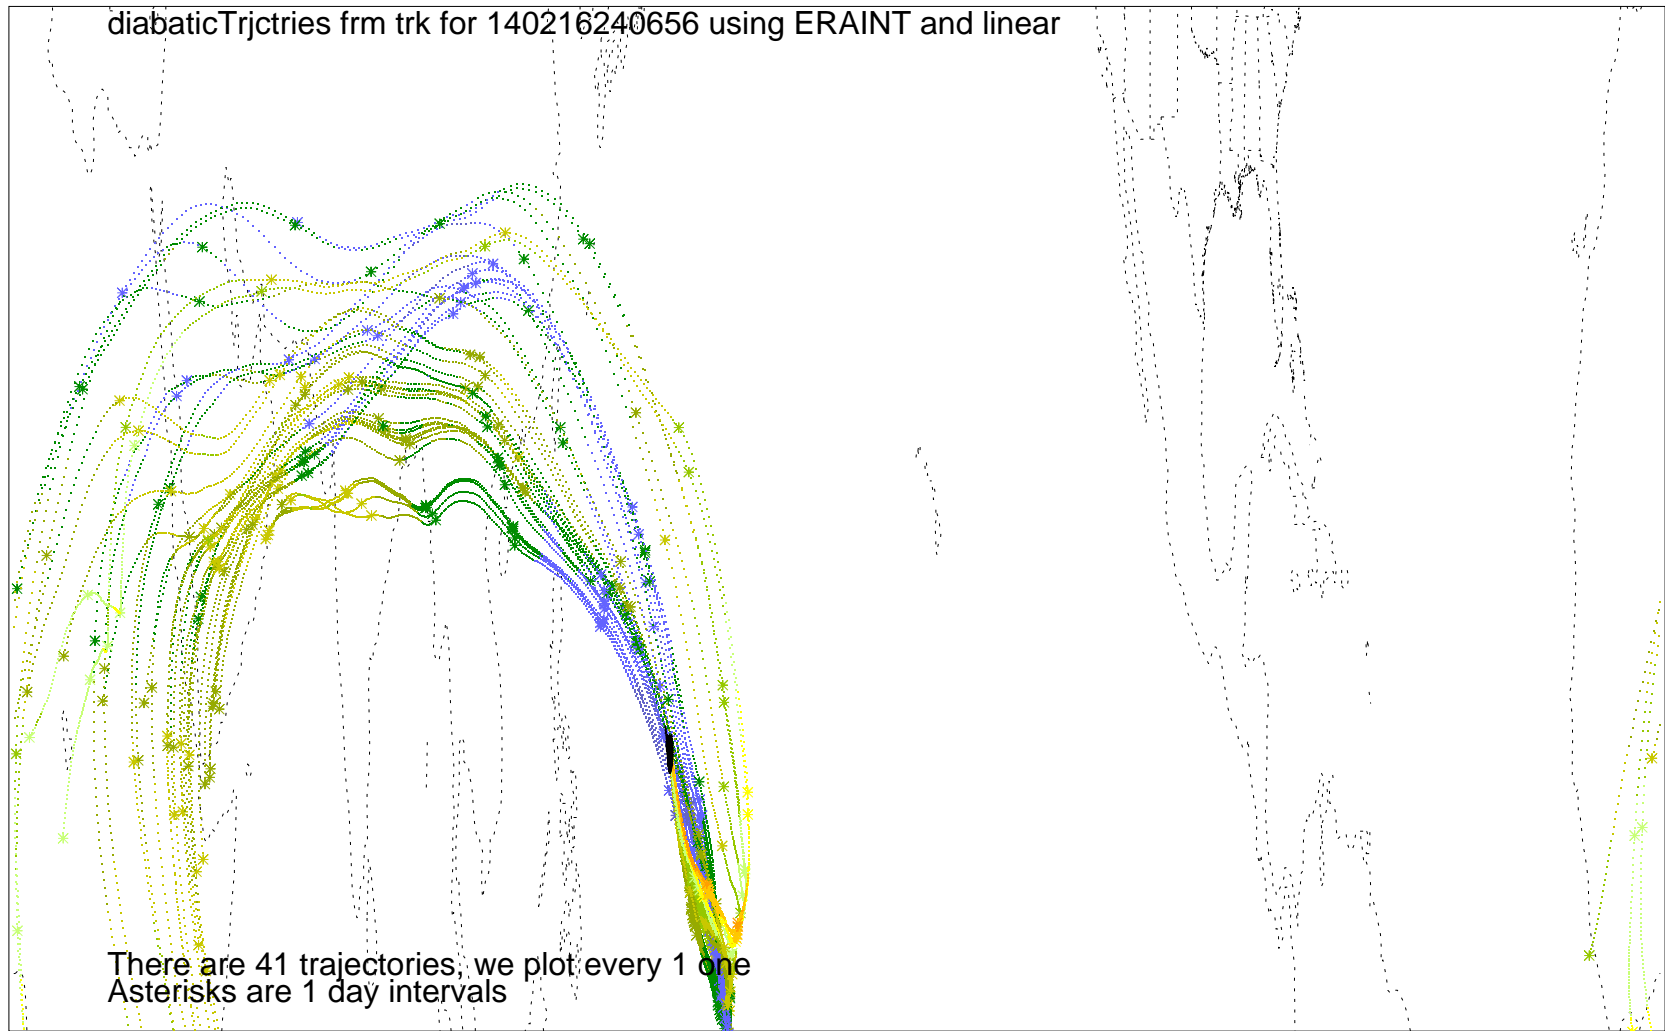 diabaticTrjctries frm trk for 140216240656 using ERAINT and linear
There are 41 trajectories, we plot every 1 one
Asterisks are 1 day intervals